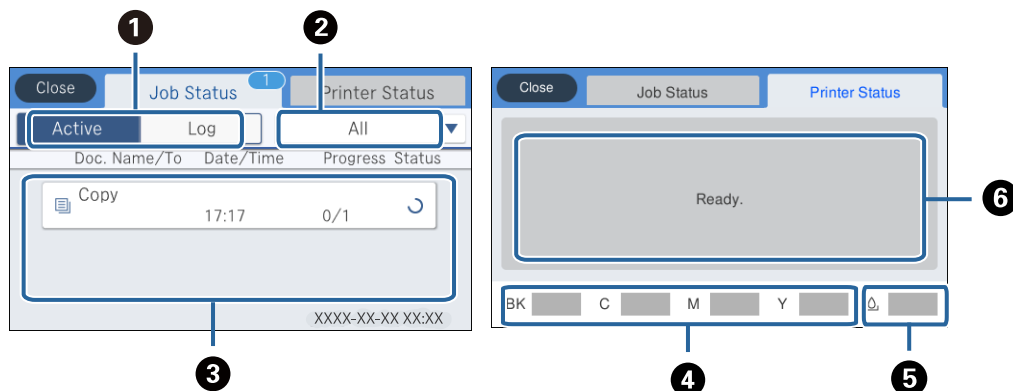 1 2
Close Job Status 1 Printer Status
Active Log All
Doc. Name/To Date/Time Progress Status
Copy
17:17 0/1
XXXX-XX-XX XX:XX
3
Close Job Status Printer Status
Ready.
6
BK C M Y
4 5